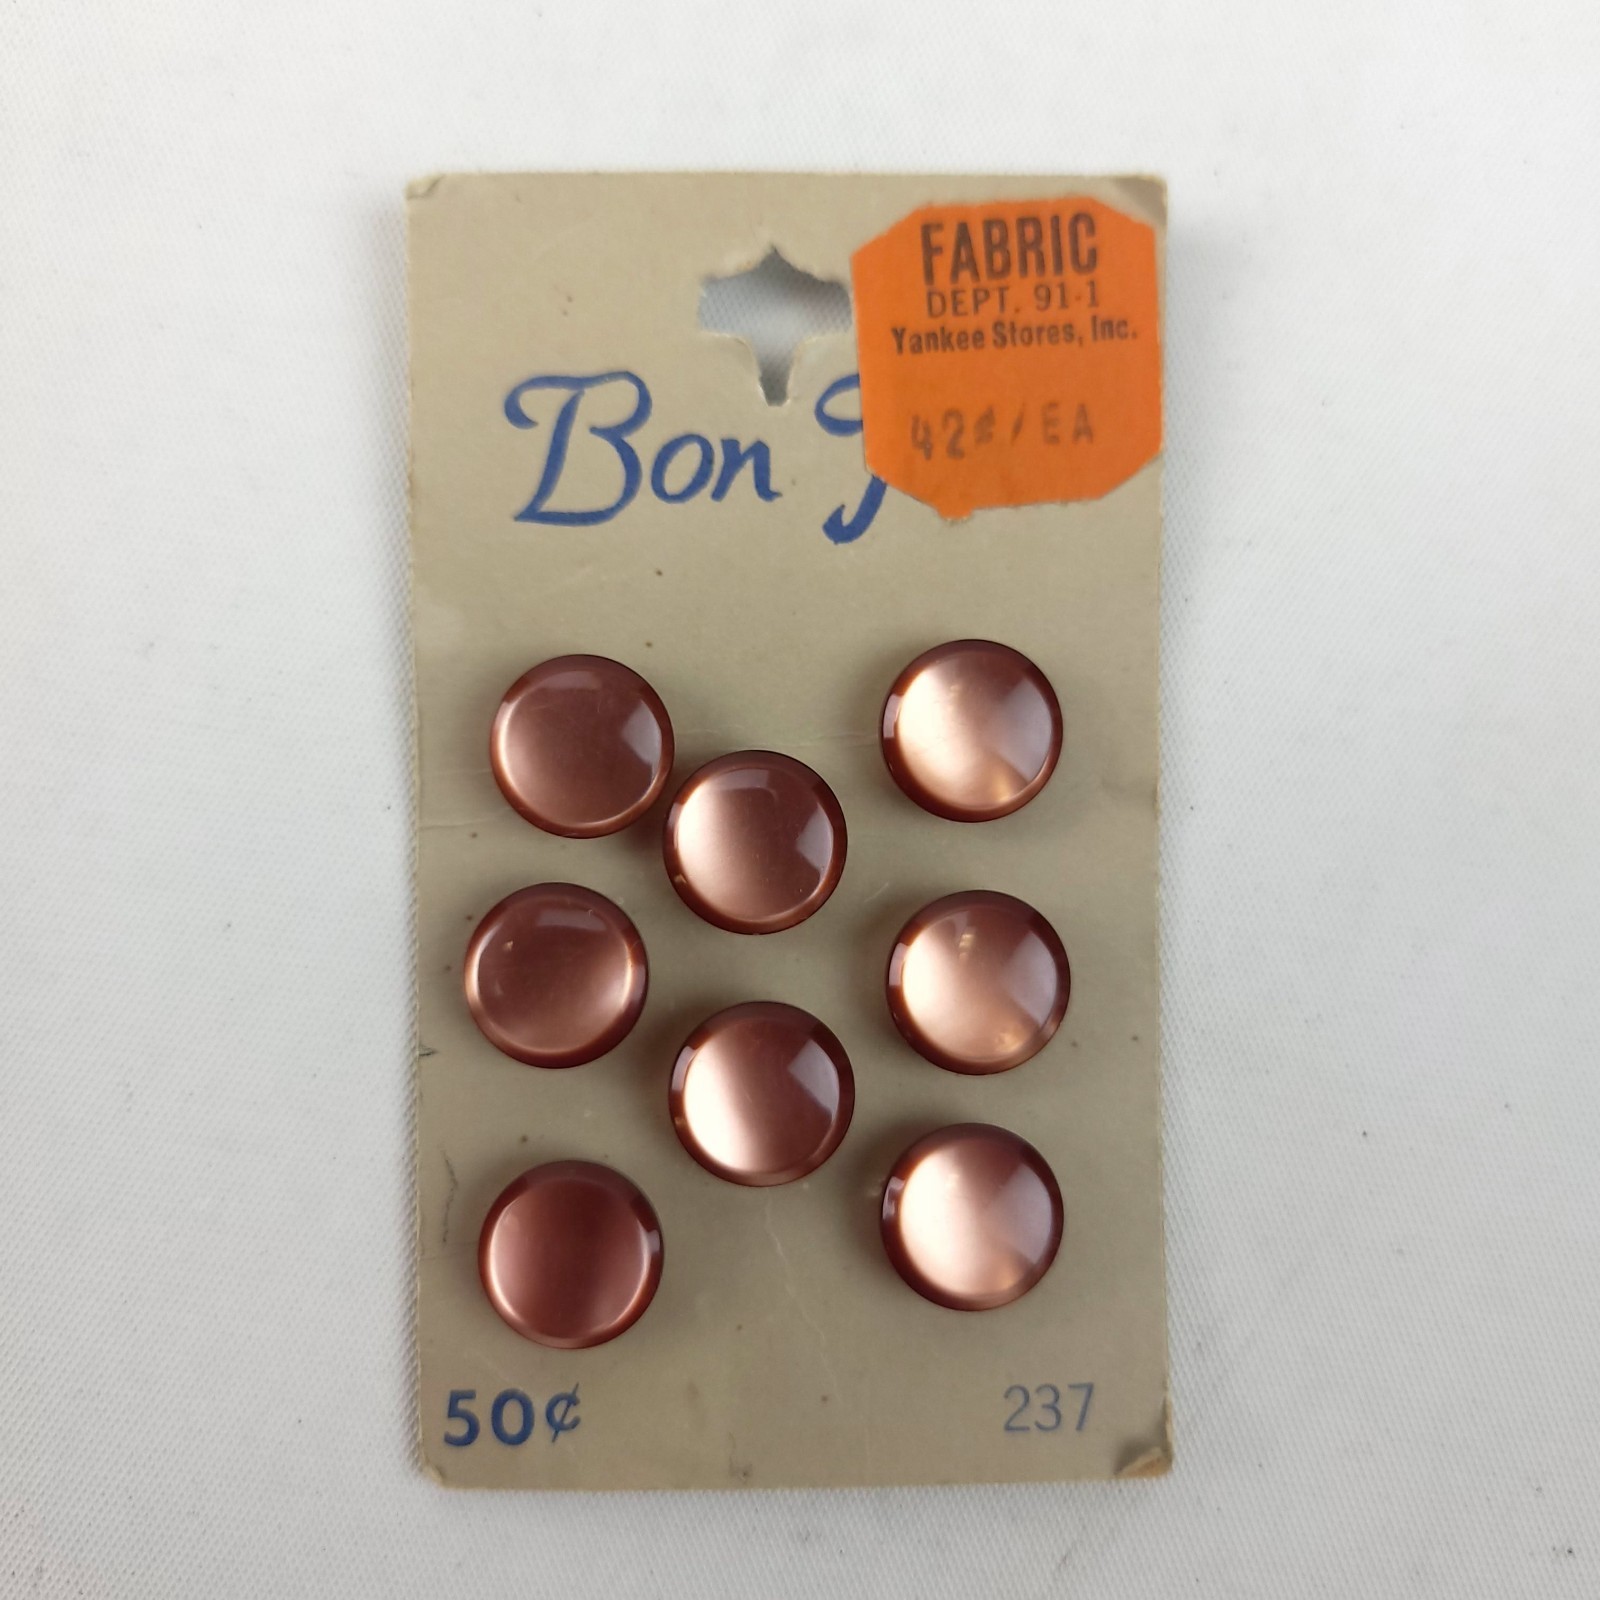 FABRIC
DEPT. 91-1
Yankee Stores, Inc.
42¢/EA
Bon
50¢
237